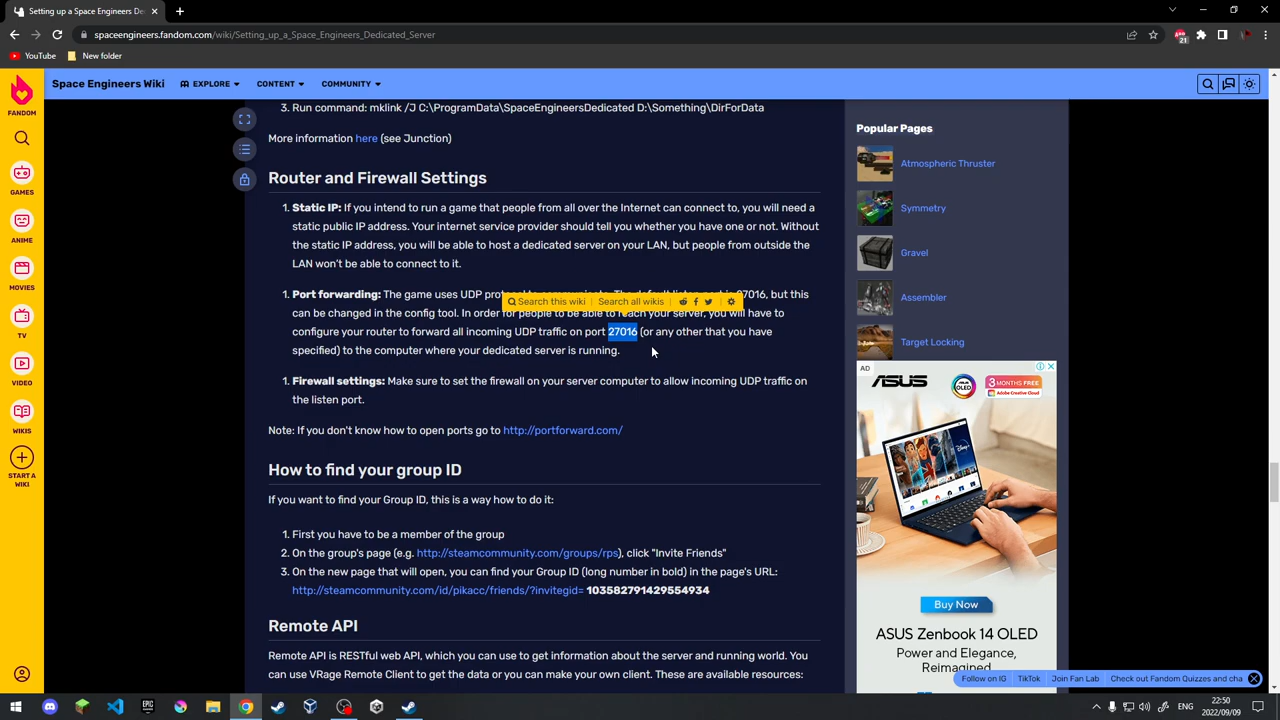 Setting up a Space Engineers De
spaceengineers.fandom.com/wiki/Setting_up_a_Space_Engineers_Dedicated_Server
21
YouTube
New folder
Space Engineers Wiki
EXPLORE
CONTENT
COMMUNITY
FANDOM
GAMES
ANIME
MOVIES
TV
VIDEO
WIKIS
START A
WIKI
3. Run command: mklink /J C:\ProgramData\SpaceEngineersDedicated D:\Something\DirForData
More information here (see Junction)
Router and Firewall Settings
1. Static IP: If you intend to run a game that people from all over the Internet can connect to, you will need a
static public IP address. Your internet service provider should tell you whether you have one or not. Without
the static IP address, you will be able to host a dedicated server on your LAN, but people from outside the
LAN won't be able to connect to it.
1. Port forwarding: The game uses UDP protocol to communicate. The default listen port is 27016, but this
Search this wiki
Search all wikis
can be changed in the config tool. In order for people to be able to reach your server, you will have to
configure your router to forward all incoming UDP traffic on port 27016 (or any other that you have
specified) to the computer where your dedicated server is running.
1. Firewall settings: Make sure to set the firewall on your server computer to allow incoming UDP traffic on
the listen port.
Note: If you don't know how to open ports go to http://portforward.com/
How to find your group ID
If you want to find your Group ID, this is a way how to do it:
1. First you have to be a member of the group
2. On the group's page (e.g. http://steamcommunity.com/groups/rps), click "Invite Friends"
3. On the new page that will open, you can find your Group ID (long number in bold) in the page's URL:
http://steamcommunity.com/id/pikacc/friends/?invitegid= 103582791429554934
Remote API
Remote API is RESTful web API, which you can use to get information about the server and running world. You
can use VRage Remote Client to get the data or you can make your own client. These are available resources:
Popular Pages
Atmospheric Thruster
Symmetry
Gravel
Assembler
Target Locking
AD
ASUS
ASUS
OLED
3 MONTHS FREE
Adobe Creative Cloud
Buy Now
ASUS Zenbook 14 OLED
Power and Elegance,
Reimagined
Follow on IG
TikTok
Join Fan Lab
Check out Fandom Quizzes and cha
ENG
22:50
2022/09/09